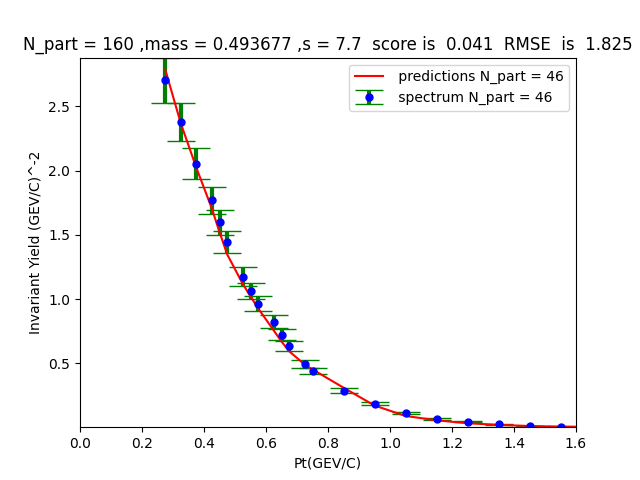 N_part = 160 ,mass = 0.493677 ,s = 7.7  score is  0.041  RMSE  is  1.825
predictions N_part = 46
spectrum N_part = 46
Invariant Yield (GEV/C)^-2
2.5
2.0
1.5
1.0
0.5
0.0 0.2 0.4 0.6 0.8 1.0 1.2 1.4 1.6
Pt(GEV/C)